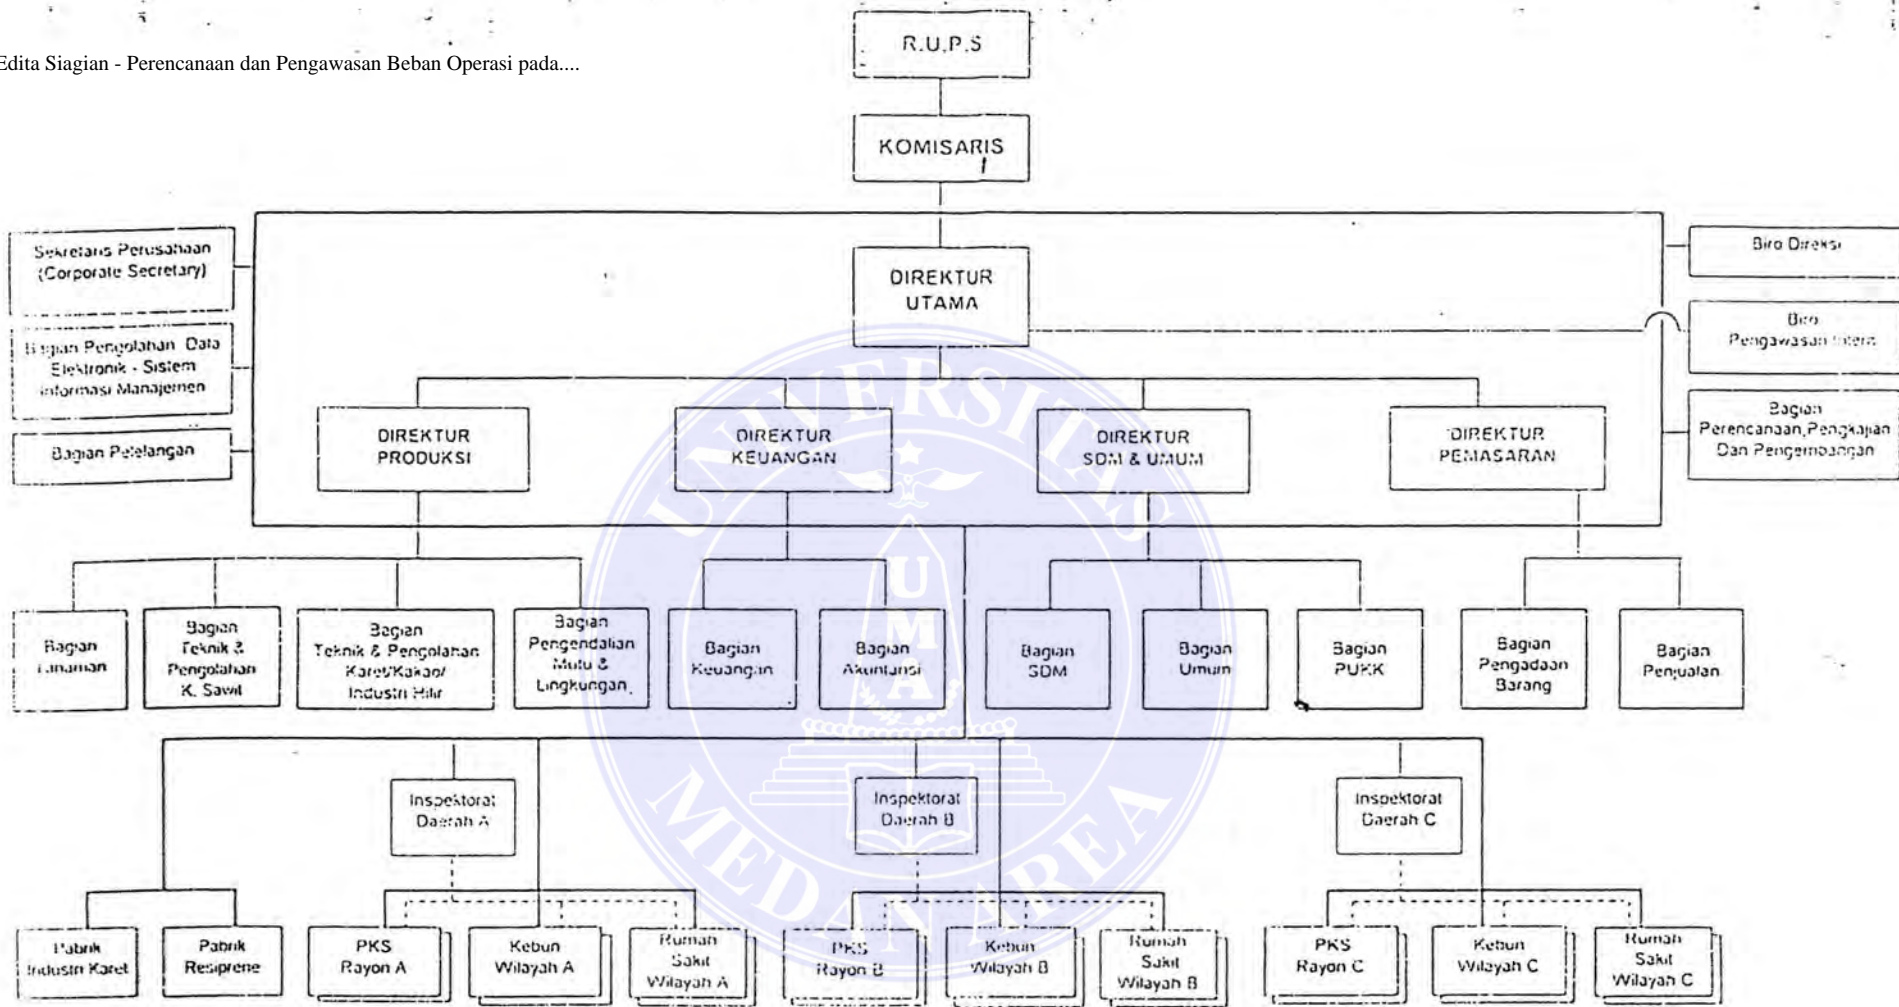 Edita Siagian - Perencanaan dan Pengawasan Beban Operasi pada....
R.U.P.S
KOMISARIS
Sekretaris Perusahaan
(Corporate Secretary)
Biro Direksi
DIREKTUR
UTAMA
Bagian Pengolahan Data
Elektronik - Sistem
Informasi Manajemen
Biro
Pengawasan Intern
Bagian Pelelangan
DIREKTUR
PRODUKSI
DIREKTUR
KEUANGAN
DIREKTUR
SDM & UMUM
DIREKTUR
PEMASARAN
Bagian
Perencanaan,Pengkajian
Dan Pengembangan
Bagian
Tanaman
Bagian
Teknik &
Pengolahan
K. Sawit
Bagian
Teknik & Pengolahan
Karet/Kakao/
Industri Hilir
Bagian
Pengendalian
Mutu &
Lingkungan
Bagian
Keuangan
Bagian
Akuntansi
Bagian
SDM
Bagian
Umum
Bagian
PUKK
Bagian
Pengadaan
Barang
Bagian
Penjualan
Inspektorat
Daerah A
Inspektorat
Daerah B
Inspektorat
Daerah C
Pabrik
Industri Karet
Pabrik
Resiprene
PKS
Rayon A
Kebun
Wilayah A
Rumah
Sakit
Wilayah A
PKS
Rayon B
Kebun
Wilayah B
Rumah
Sakit
Wilayah B
PKS
Rayon C
Kebun
Wilayah C
Rumah
Sakit
Wilayah C
UNIVERSITAS
UMA
MEDAN AREA